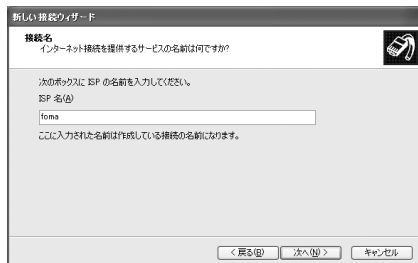 新しい接続ウィザード
接続名
インターネット接続を提供するサービスの名前は何ですか?
次のボックスに ISP の名前を入力してください。
ISP 名(A)
foma
ここに入力された名前は作成している接続の名前になります。
< 戻る(B)
次へ(N) >
キャンセル